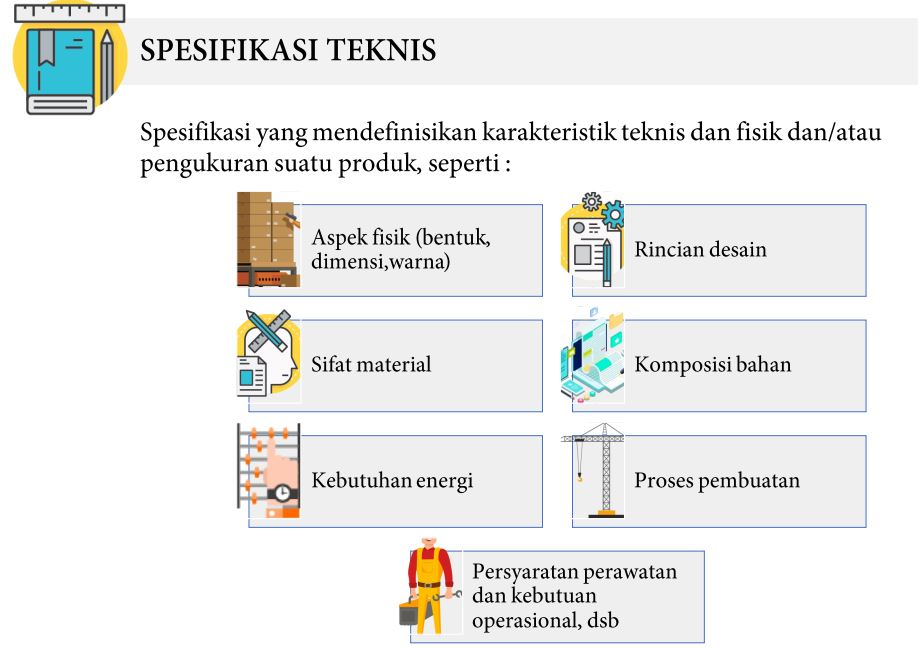 SPESIFIKASI TEKNIS
Spesifikasi yang mendefinisikan karakteristik teknis dan fisik dan/atau
pengukuran suatu produk, seperti :
Aspek fisik (bentuk,
dimensi,warna)
Rincian desain
Sifat material
Komposisi bahan
Kebutuhan energi
Proses pembuatan
Persyaratan perawatan
dan kebutuan
operasional, dsb